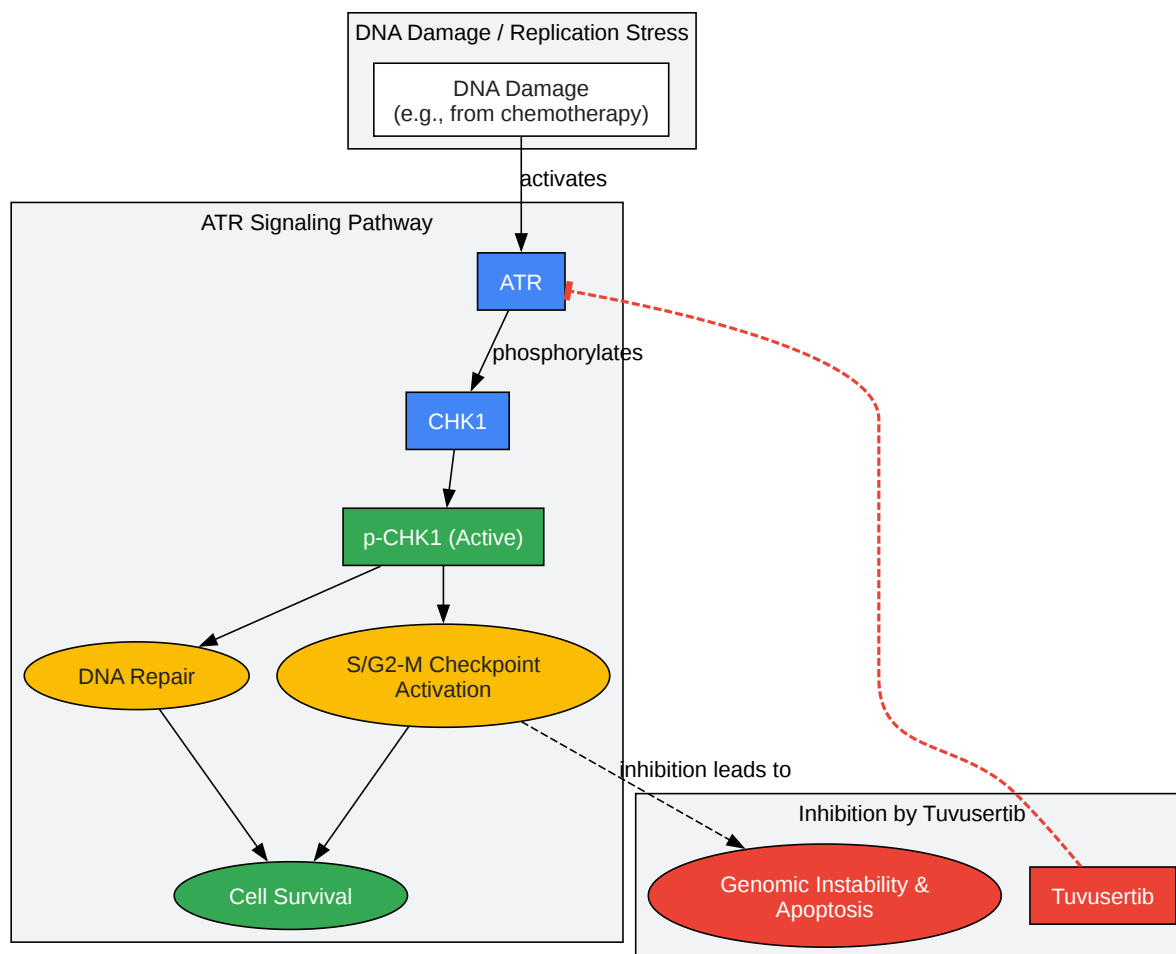 DNA Damage / Replication Stress
DNA Damage
(e.g., from chemotherapy)
activates
ATR Signaling Pathway
ATR
phosphorylates
CHK1
p-CHK1 (Active)
DNA Repair
S/G2-M Checkpoint
Activation
inhibition leads to
Inhibition by Tuvusertib
Cell Survival
Genomic Instability &
Apoptosis
Tuvusertib